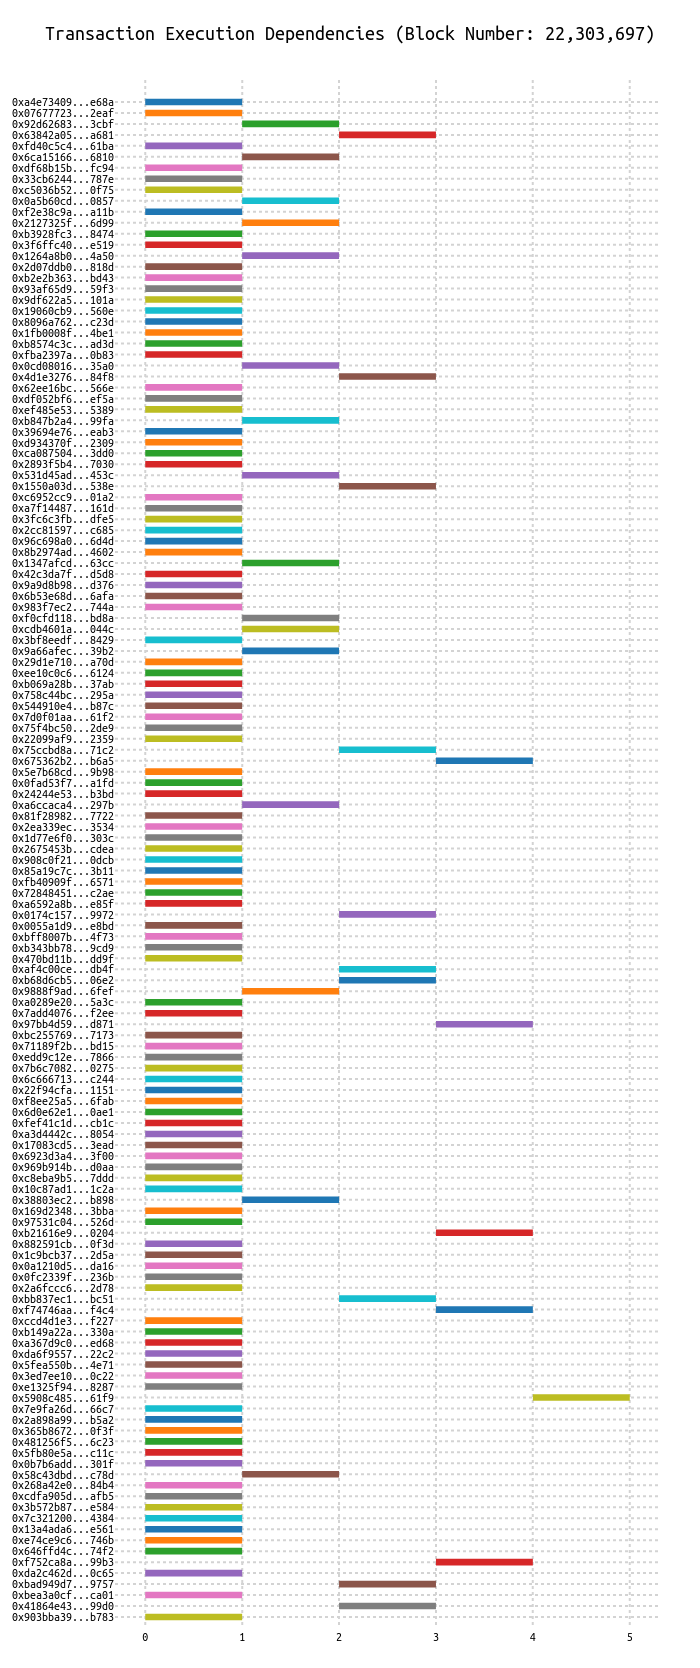 Transaction Execution Dependencies (Block Number: 22,303,697)
0xa4e73409...e68a
0x07677723...2eaf
0x92d62683...3cbf
0x63842a05...a681
0xfd40c5c4...61ba
0x6ca15166...6810
0xdf68b15b...fc94
0x33cb6244...787e
0xc5036b52...0f75
0x0a5b60cd...0857
0xf2e38c9a...a11b
0x2127325f...6d99
0xb3928fc3...8474
0x3f6ffc40...e519
0x1264a8b0...4a50
0x2d07ddb0...818d
0xb2e2b363...bd43
0x93af65d9...59f3
0x9df622a5...101a
0x19060cb9...560e
0x8096a762...c23d
0x1fb0008f...4be1
0xb8574c3c...ad3d
0xfba2397a...0b83
0x0cd08016...35a0
0x4d1e3276...84f8
0x62ee16bc...566e
0xdf052bf6...ef5a
0xef485e53...5389
0xb847b2a4...99fa
0x39694e76...eab3
0xd934370f...2309
0xca087504...3dd0
0x2893f5b4...7030
0x531d45ad...453c
0x1550a03d...538e
0xc6952cc9...01a2
0xa7f14487...161d
0x3fc6c3fb...dfe5
0x2cc81597...c685
0x96c698a0...6d4d
0x8b2974ad...4602
0x1347afcd...63cc
0x42c3da7f...d5d8
0x9a9d8b98...d376
0x6b53e68d...6afa
0x983f7ec2...744a
0xf0cfd118...bd8a
0xcdb4601a...044c
0x3bf8eedf...8429
0x9a66afec...39b2
0x29d1e710...a70d
0xee10c0c6...6124
0xb069a28b...37ab
0x758c44bc...295a
0x544910e4...b87c
0x7d0f01aa...61f2
0x75f4bc50...2de9
0x22099af9...2359
0x75ccbd8a...71c2
0x675362b2...b6a5
0x5e7b68cd...9b98
0x0fad53f7...a1fd
0x24244e53...b3bd
0xa6ccaca4...297b
0x81f28982...7722
0x2ea339ec...3534
0x1d77e6f0...303c
0x2675453b...cdea
0x908c0f21...0dcb
0x85a19c7c...3b11
0xfb40909f...6571
0x72848451...c2ae
0xa6592a8b...e85f
0x0174c157...9972
0x0055a1d9...e8bd
0xbff8007b...4f73
0xb343bb78...9cd9
0x470bd11b...dd9f
0xaf4c00ce...db4f
0xb68d6cb5...06e2
0x9888f9ad...6fef
0xa0289e20...5a3c
0x7add4076...f2ee
0x97bb4d59...d871
0xbc255769...7173
0x71189f2b...bd15
0xedd9c12e...7866
0x7b6c7082...0275
0x6c666713...c244
0x22f94cfa...1151
0xf8ee25a5...6fab
0x6d0e62e1...0ae1
0xfef41c1d...cb1c
0xa3d4442c...8054
0x17083cd5...3ead
0x6923d3a4...3f00
0x969b914b...d0aa
0xc8eba9b5...7ddd
0x10c87ad1...1c2a
0x38803ec2...b898
0x169d2348...3bba
0x97531c04...526d
0xb21616e9...0204
0x882591cb...0f3d
0x1c9bcb37...2d5a
0x0a1210d5...da16
0x0fc2339f...236b
0x2a6fccc6...2d78
0xbb837ec1...bc51
0xf74746aa...f4c4
0xccd4d1e3...f227
0xb149a22a...330a
0xa367d9c0...ed68
0xda6f9557...22c2
0x5fea550b...4e71
0x3ed7ee10...0c22
0xe1325f94...8287
0x5908c485...61f9
0x7e9fa26d...66c7
0x2a898a99...b5a2
0x365b8672...0f3f
0x481256f5...6c23
0x5fb80e5a...c11c
0x0b7b6add...301f
0x58c43dbd...c78d
0x268a42e0...84b4
0xcdfa905d...afb5
0x3b572b87...e584
0x7c321200...4384
0x13a4ada6...e561
0xe74ce9c6...746b
0x646ffd4c...74f2
0xf752ca8a...99b3
0xda2c462d...0c65
0xbad949d7...9757
0xbea3a0cf...ca01
0x41864e43...99d0
0x903bba39...b783
0 1 2 3 4 5